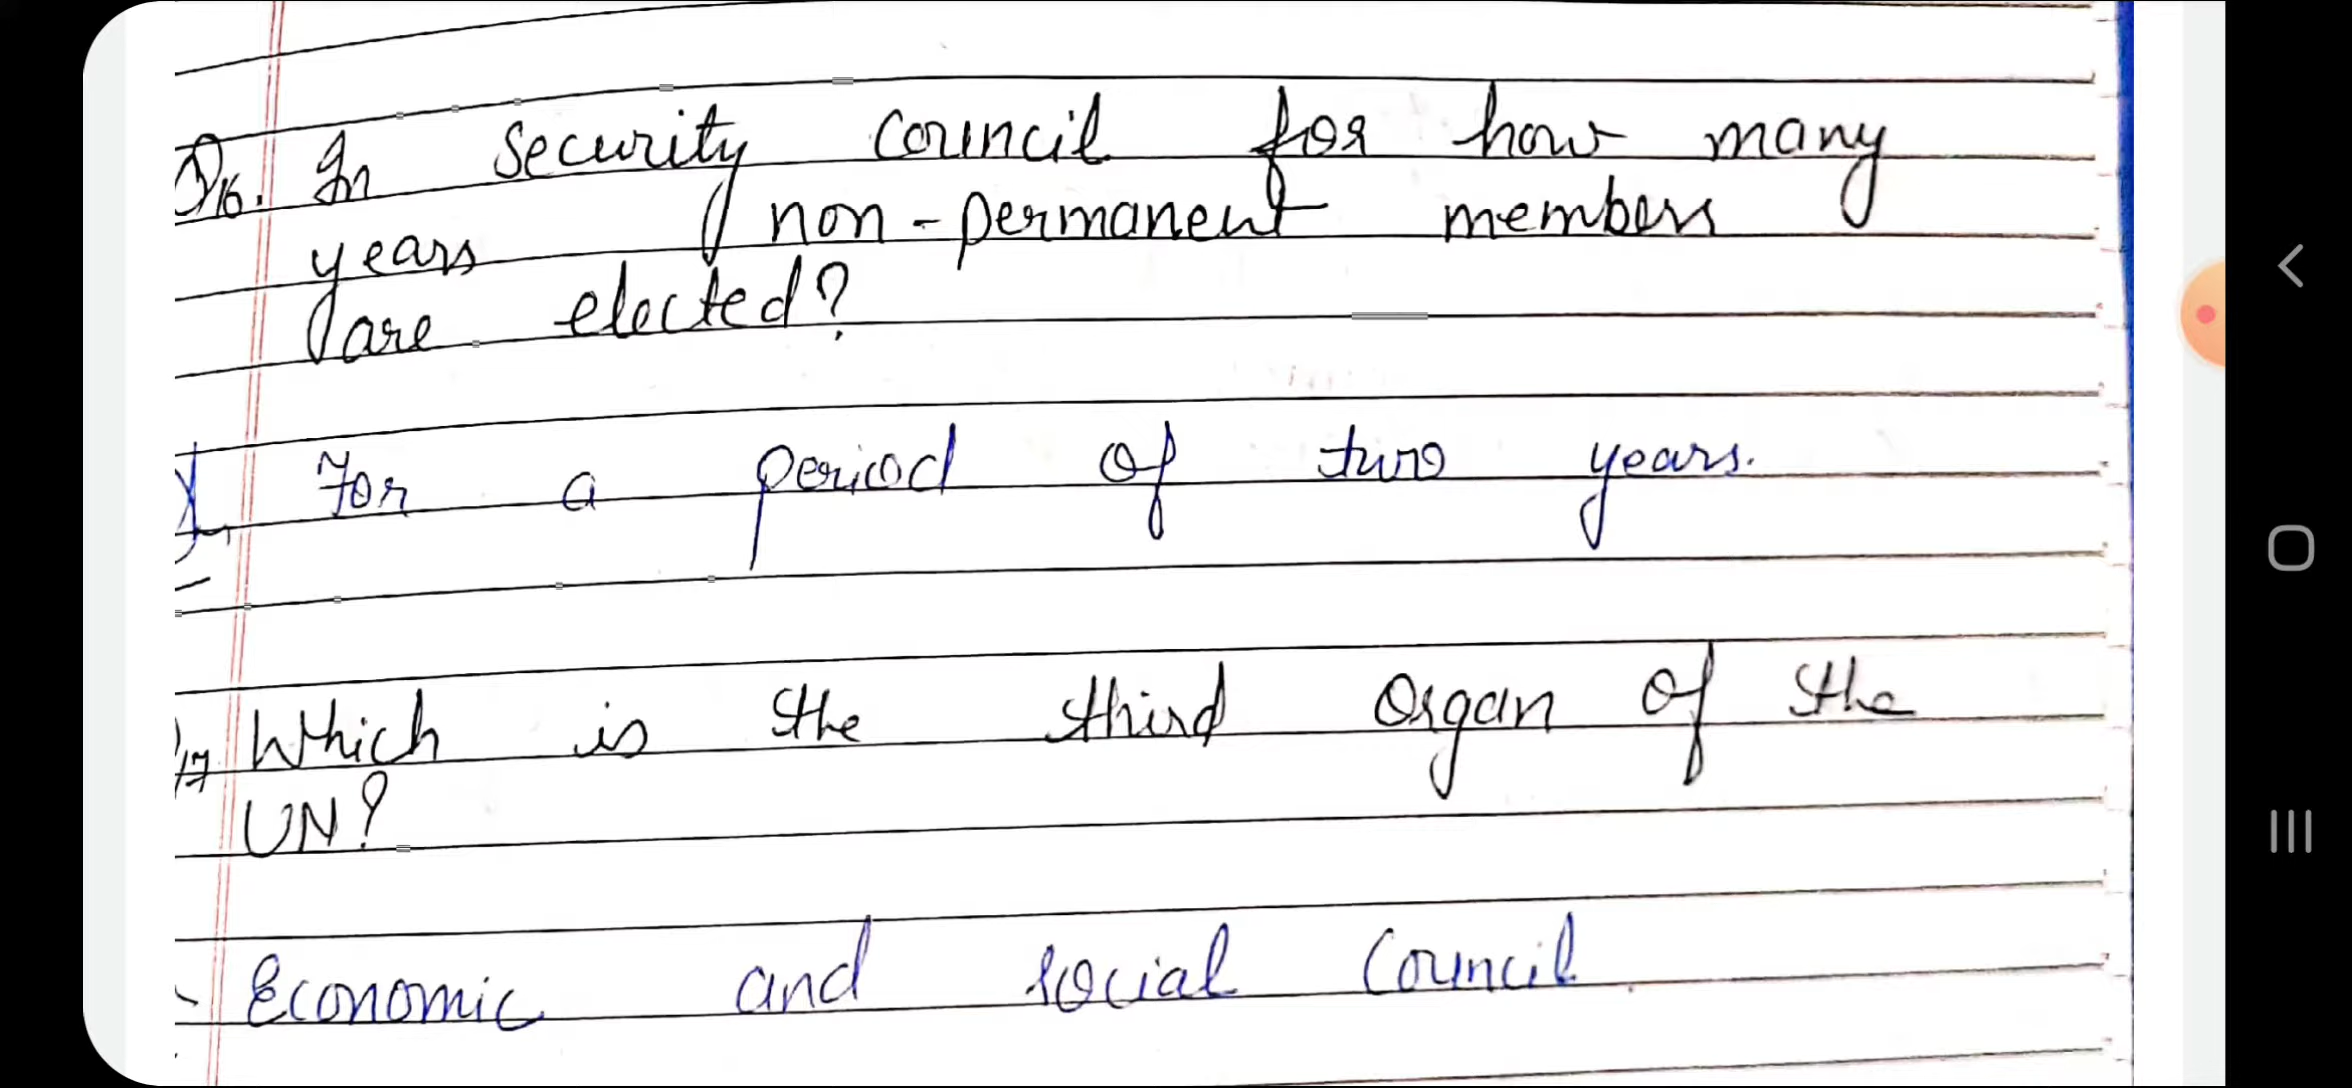 Q16. In security council for how many
years non-permanent members
are elected?
For a period of two years.
17 Which is the third organ of the
UN?
Economic and social Council.